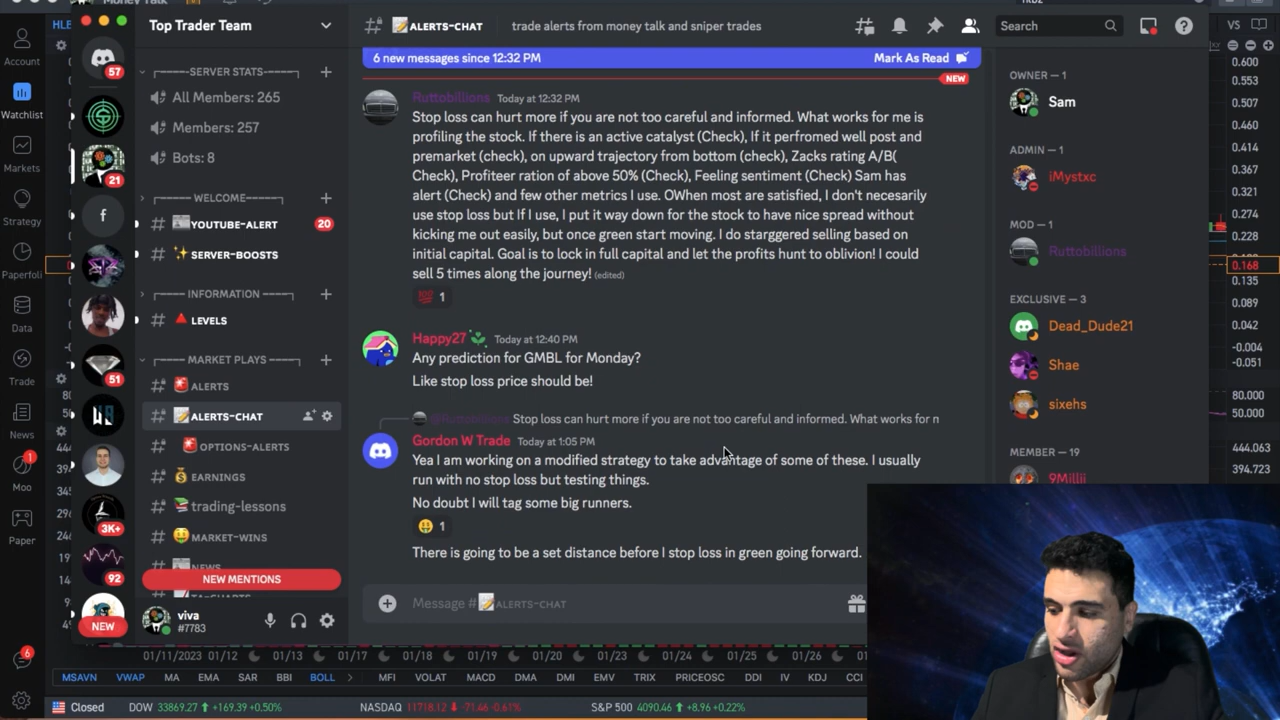 Account
Watchlist
Markets
Strategy
Paperfoli
Data
Trade
News
Moo
1
Paper
6
57
21
f
51
3K+
92
NEW
Top Trader Team
SERVER STATS
All Members: 265
Members: 257
Bots: 8
WELCOME
YOUTUBE-ALERT
20
SERVER-BOOSTS
INFORMATION
LEVELS
MARKET PLAYS
ALERTS
ALERTS-CHAT
OPTIONS-ALERTS
EARNINGS
trading-lessons
MARKET-WINS
NEWS
NEW MENTIONS
viva
#7783
ALERTS-CHAT
trade alerts from money talk and sniper trades
Search
6 new messages since 12:32 PM
Mark As Read
NEW
Ruttobillions Today at 12:32 PM
Stop loss can hurt more if you are not too careful and informed. What works for me is
profiling the stock. If there is an active catalyst (Check), If it perfromed well post and
premarket (check), on upward trajectory from bottom (check), Zacks rating A/B(
Check), Profiteer ration of above 50% (Check), Feeling sentiment (Check) Sam has
alert (Check) and few other metrics I use. OWhen most are satisfied, I don't necesarily
use stop loss but If I use, I put it way down for the stock to have nice spread without
kicking me out easily, but once green start moving. I do starggered selling based on
initial capital. Goal is to lock in full capital and let the profits hunt to oblivion! I could
sell 5 times along the journey! (edited)
1
Happy27 Today at 12:40 PM
Any prediction for GMBL for Monday?
Like stop loss price should be!
@Ruttobillions Stop loss can hurt more if you are not too careful and informed. What works for n
Gordon W Trade Today at 1:05 PM
Yea I am working on a modified strategy to take advantage of some of these. I usually
run with no stop loss but testing things.
No doubt I will tag some big runners.
1
There is going to be a set distance before I stop loss in green going forward.
Message # ALERTS-CHAT
OWNER — 1
Sam
ADMIN — 1
iMystxc
MOD — 1
Ruttobillions
EXCLUSIVE — 3
Dead_Dude21
Shae
sixehs
MEMBER — 19
9Millii
VS
0.600
0.553
0.507
0.460
0.414
0.367
0.321
0.274
0.228
0.168
0.135
0.089
0.042
-0.004
-0.051
80.000
50.000
444.063
394.723
01/11/2023 01/12 01/13 01/17 01/18 01/19 01/20 01/23 01/24 01/25 01/26
MSAVN VWAP MA EMA SAR BBI BOLL MFI VOLAT MACD DMA DMI EMV TRIX PRICEOSC DDI IV KDJ CCI
Closed DOW 33869.27 +169.39 +0.50% NASDAQ 11718.12 -71.46 -0.61% S&P 500 4090.46 +8.96 +0.22%